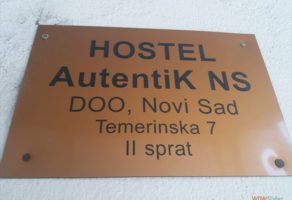 HOSTEL
AutentiK NS
DOO, Novi Sad
Temerinska 7
II sprat